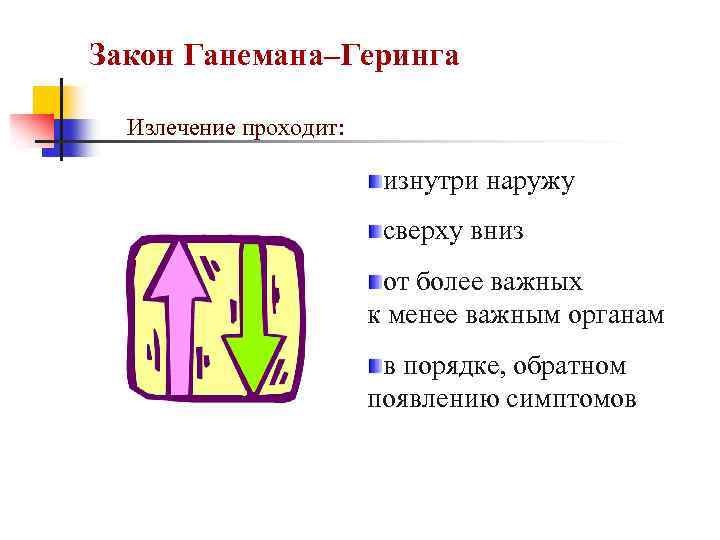 Закон Ганемана–Геринга
Излечение проходит:
изнутри наружу
сверху вниз
от более важных
к менее важным органам
в порядке, обратном
появлению симптомов